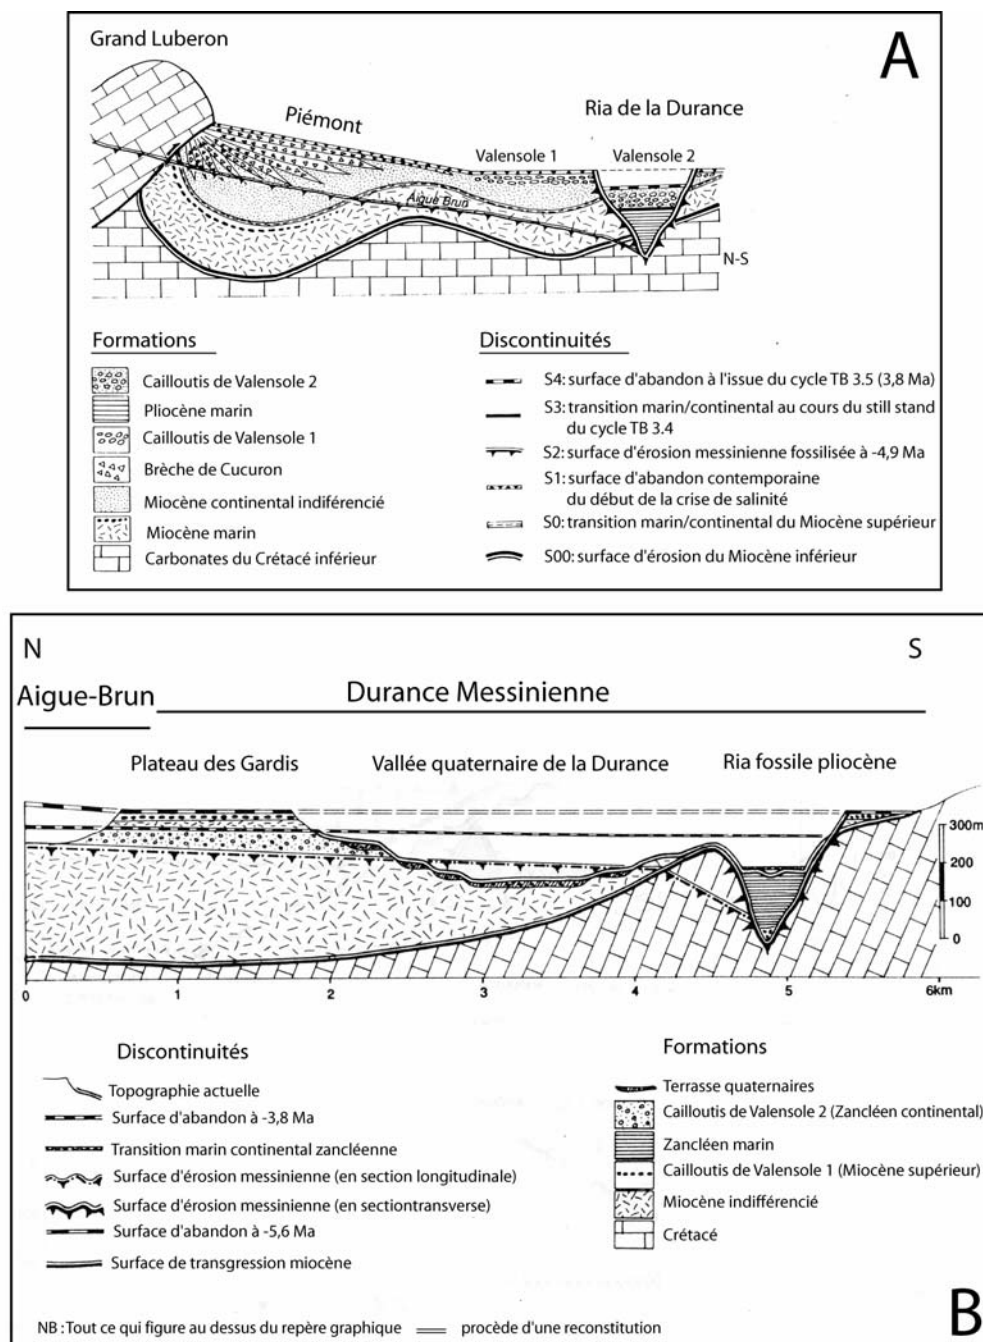 Grand Luberon
A
Piémont
Ria de la Durance
Valensole 1
Valensole 2
Aigue Brun
N-S
Formations
Cailloutis de Valensole 2
Pliocène marin
Cailloutis de Valensole 1
Brèche de Cucuron
Miocène continental indiférencié
Miocène marin
Carbonates du Crétacé inférieur
Discontinuités
S4: surface d'abandon à l'issue du cycle TB 3.5 (3,8 Ma)
S3: transition marin/continental au cours du still stand
du cycle TB 3.4
S2: surface d'érosion messinienne fossilisée à -4,9 Ma
S1: surface d'abandon contemporaine
du début de la crise de salinité
S0: transition marin/continental du Miocène supérieur
S00: surface d'érosion du Miocène inférieur
N
S
Aigue-Brun
Durance Messinienne
Plateau des Gardis
Vallée quaternaire de la Durance
Ria fossile pliocène
300m
200
100
0
0 1 2 3 4 5 6km
Discontinuités
Topographie actuelle
Surface d'abandon à -3,8 Ma
Transition marin continental zancléenne
Surface d'érosion messinienne (en section longitudinale)
Surface d'érosion messinienne (en sectiontransverse)
Surface d'abandon à -5,6 Ma
Surface de transgression miocène
Formations
Terrasse quaternaires
Cailloutis de Valensole 2 (Zancléen continental)
Zancléen marin
Cailloutis de Valensole 1 (Miocène supérieur)
Miocène indifférencié
Crétacé
B
NB : Tout ce qui figure au dessus du repère graphique procède d'une reconstitution